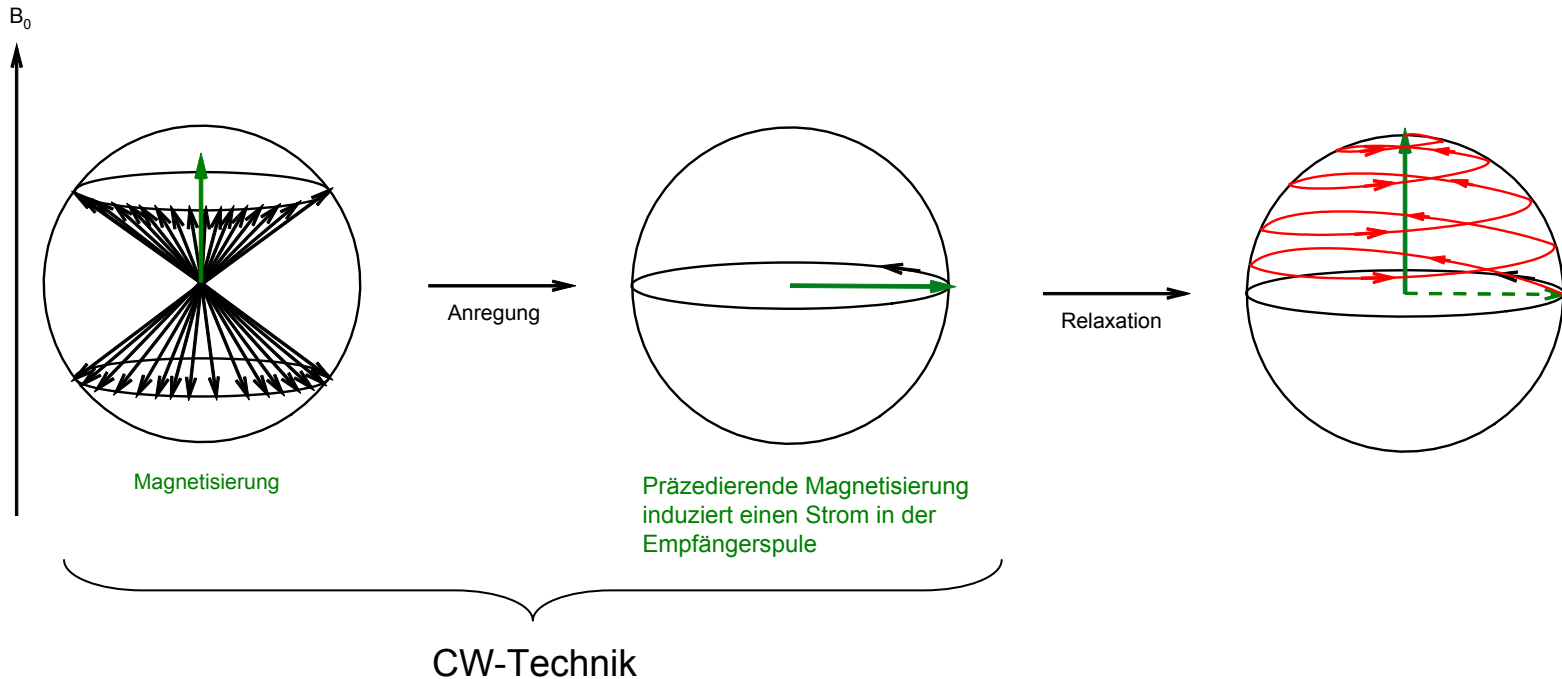 B₀
Anregung
Relaxation
Magnetisierung
Präzedierende Magnetisierung
induziert einen Strom in der
Empfängerspule
CW-Technik